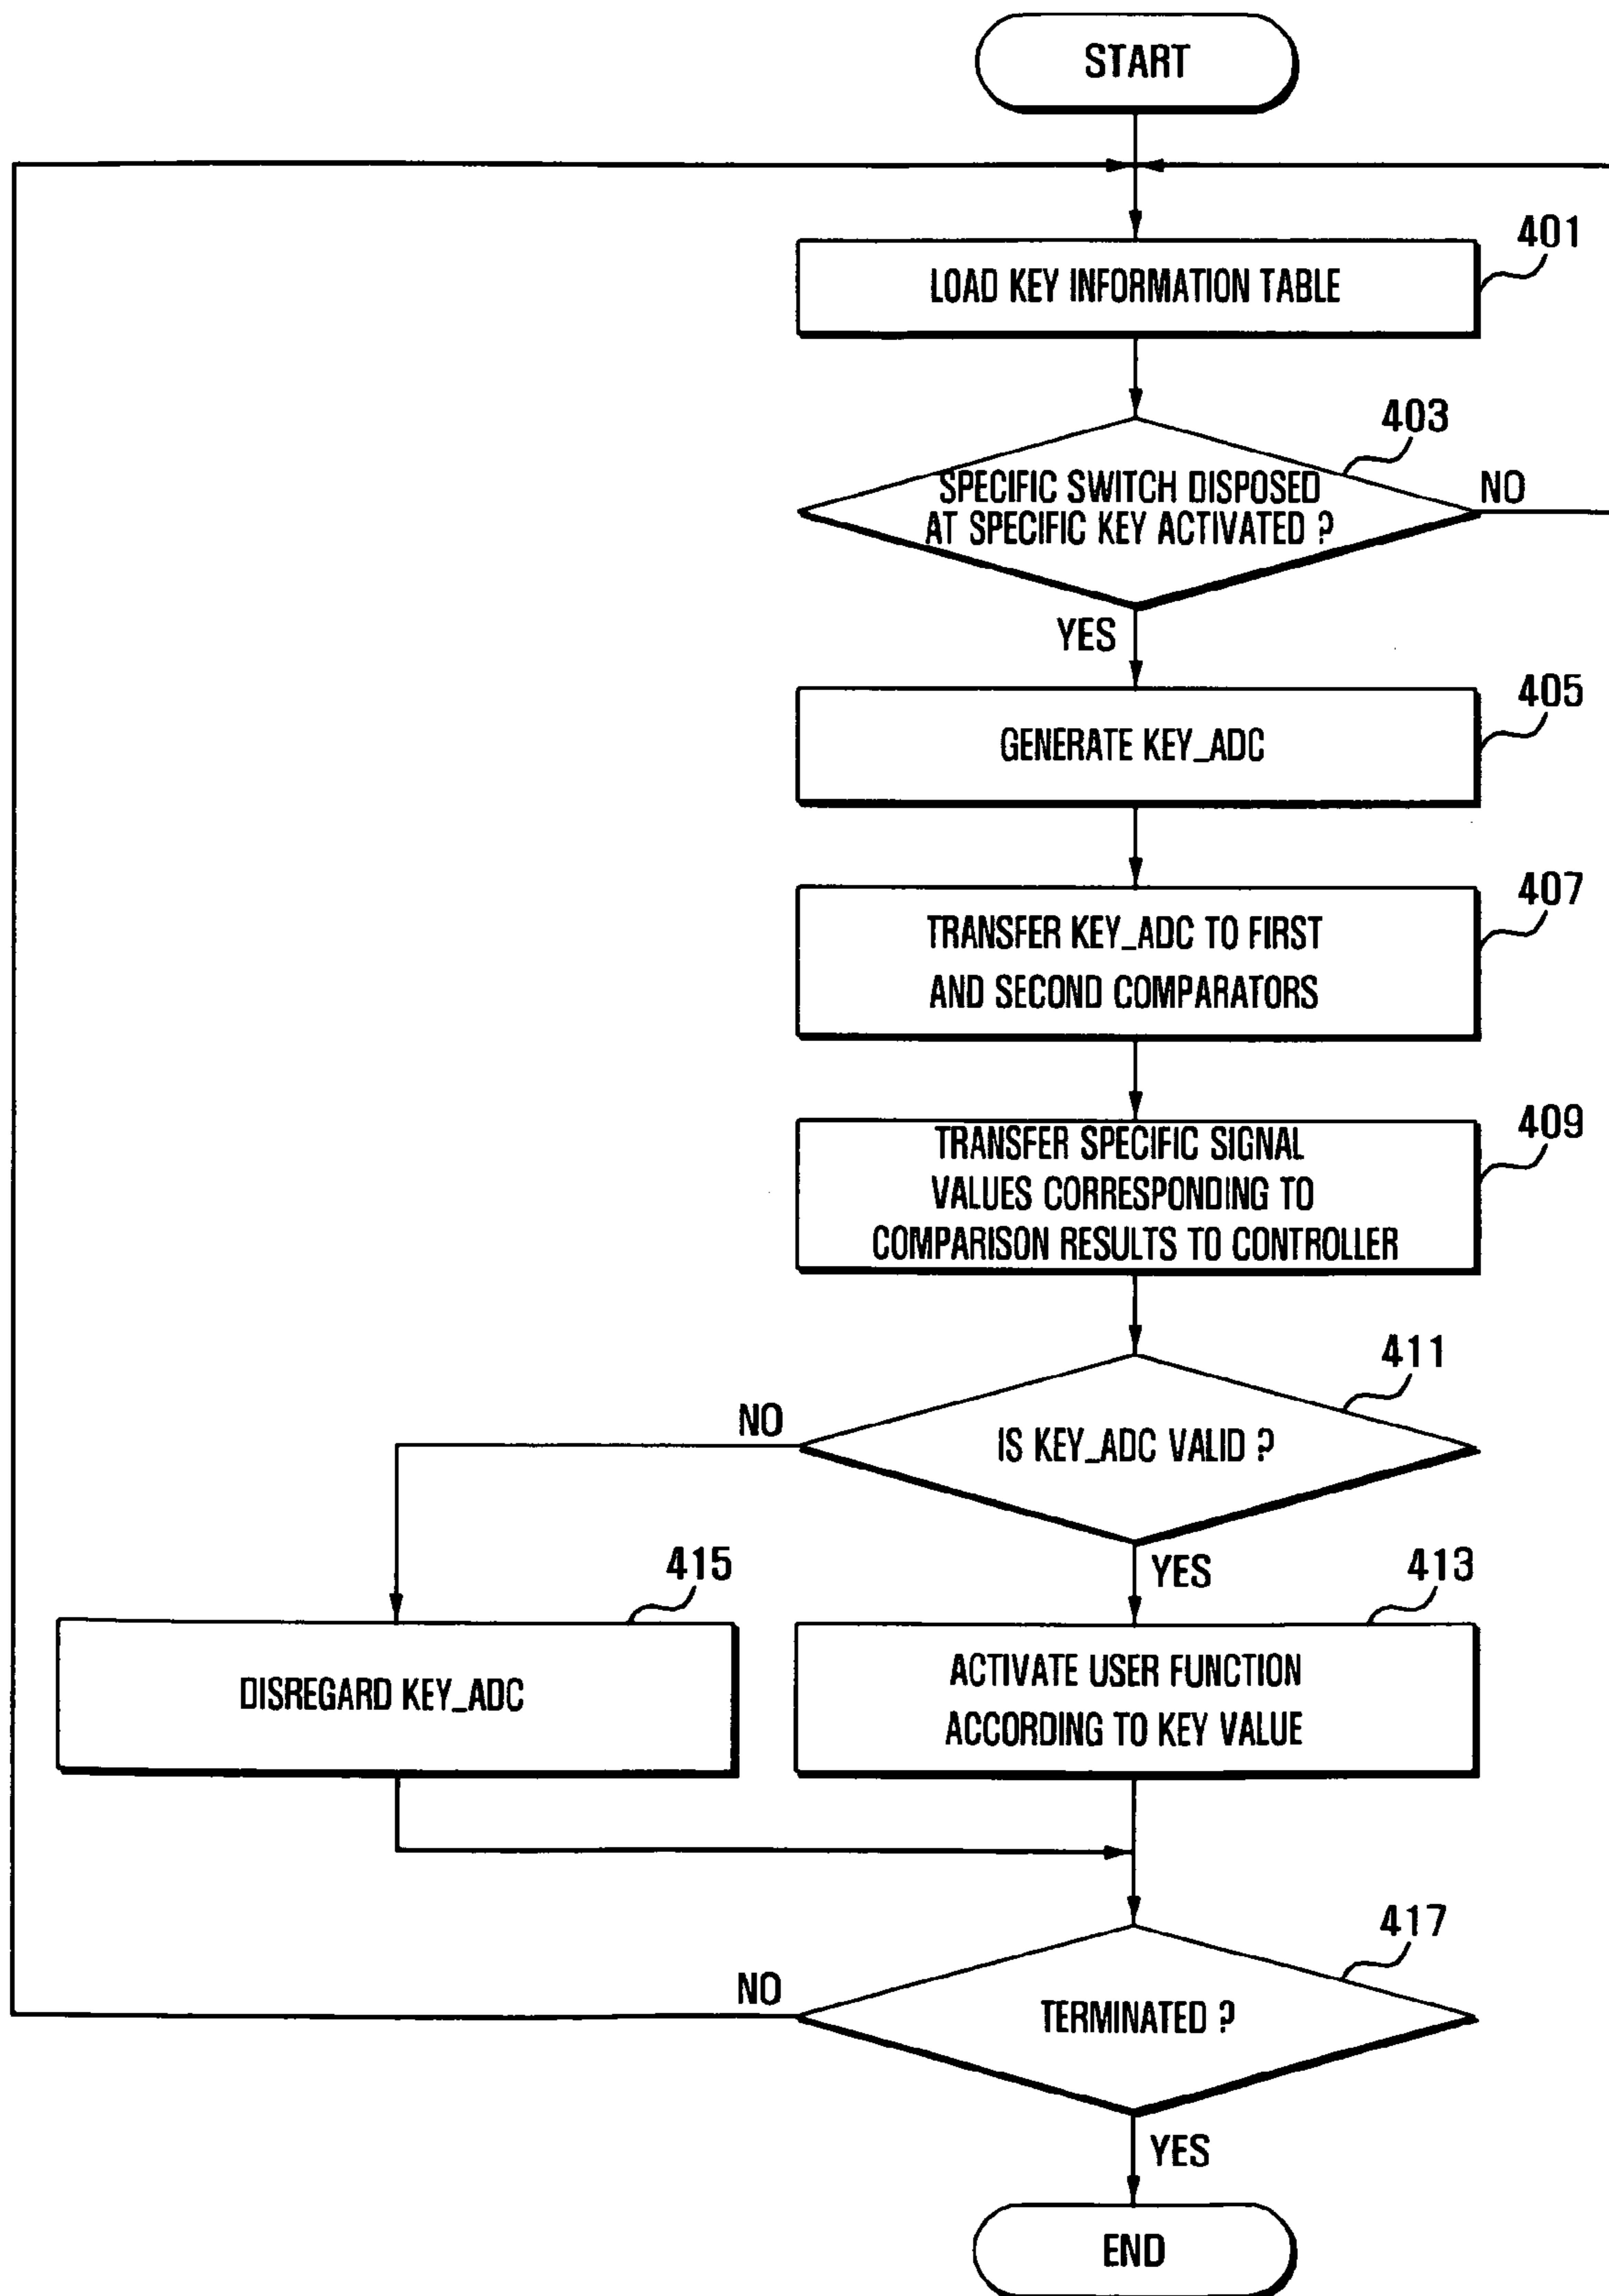 START
401
LOAD KEY INFORMATION TABLE
403
SPECIFIC SWITCH DISPOSED
AT SPECIFIC KEY ACTIVATED ?
NO
YES
405
GENERATE KEY_ADC
407
TRANSFER KEY_ADC TO FIRST
AND SECOND COMPARATORS
409
TRANSFER SPECIFIC SIGNAL
VALUES CORRESPONDING TO
COMPARISON RESULTS TO CONTROLLER
411
NO
IS KEY_ADC VALID ?
YES
415
413
DISREGARD KEY_ADC
ACTIVATE USER FUNCTION
ACCORDING TO KEY VALUE
417
NO
TERMINATED ?
YES
END